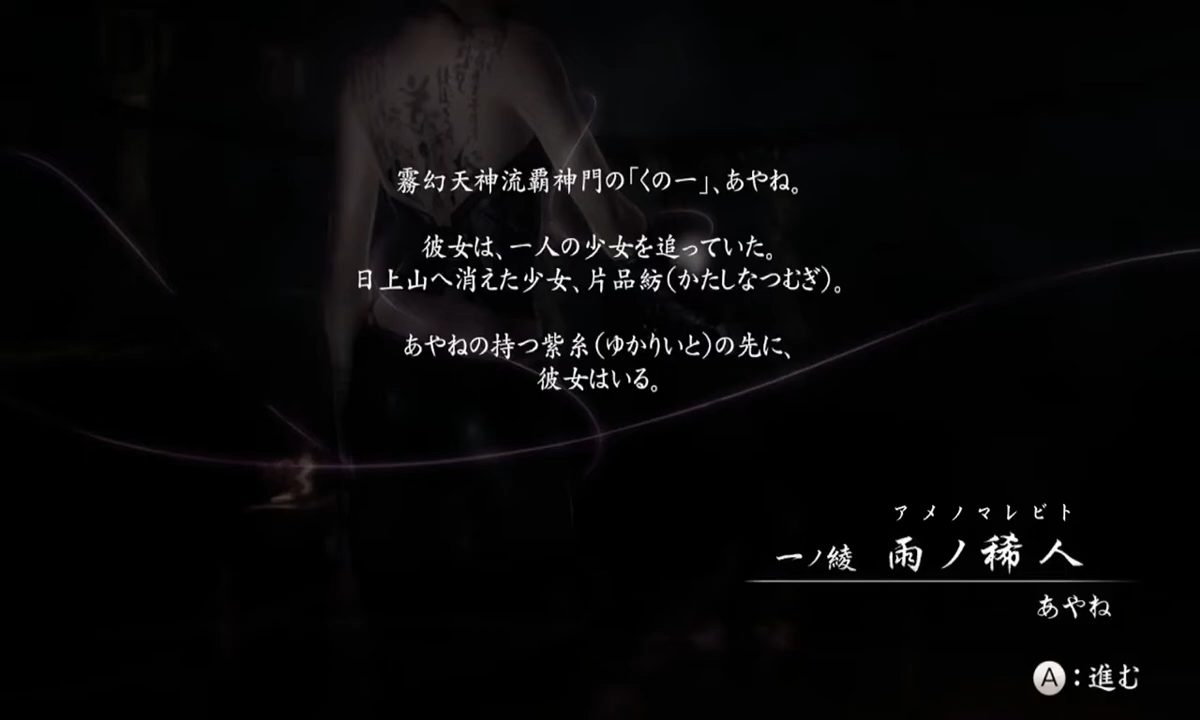 霧幻天神流覇神門の「くの一」、あやね。
彼女は、一人の少女を追っていた。
日上山へ消えた少女、片品紡(かたしなつむぎ)。
あやねの持つ紫糸(ゆかりいと)の先に、
彼女はいる。
アメノマレビト
一ノ綾 雨ノ稀人
あやね
A:進む